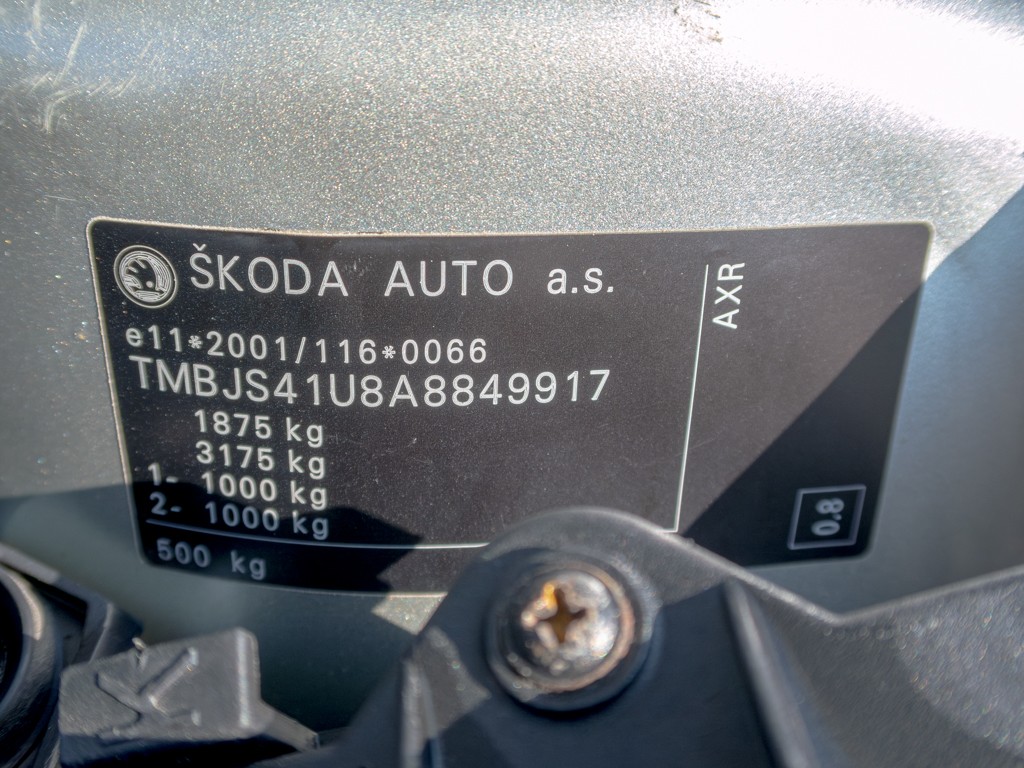 ŠKODA AUTO a.s.
e11*2001/116*0066
TMBJS41U8A8849917
1875 kg
3175 kg
1- 1000 kg
2- 1000 kg
500 kg
AXR
0.8